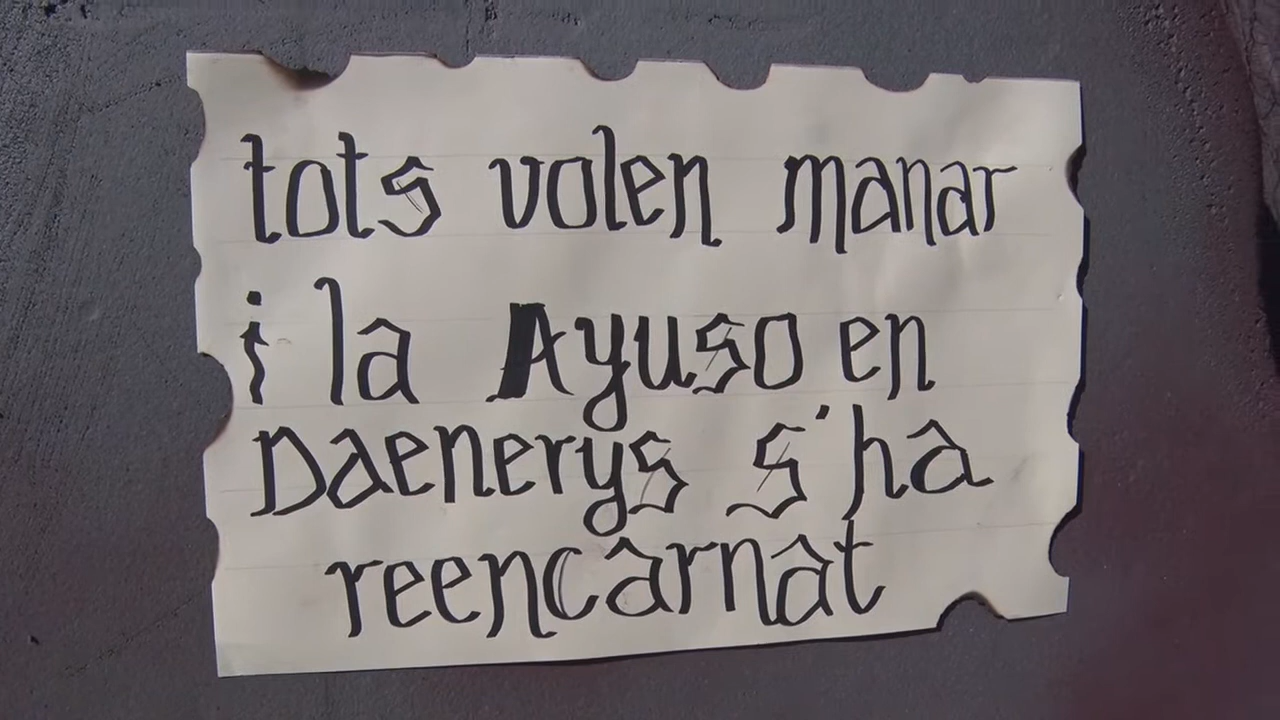 tots volen manar
i la Ayuso en
Daenerys s'ha
reencarnat